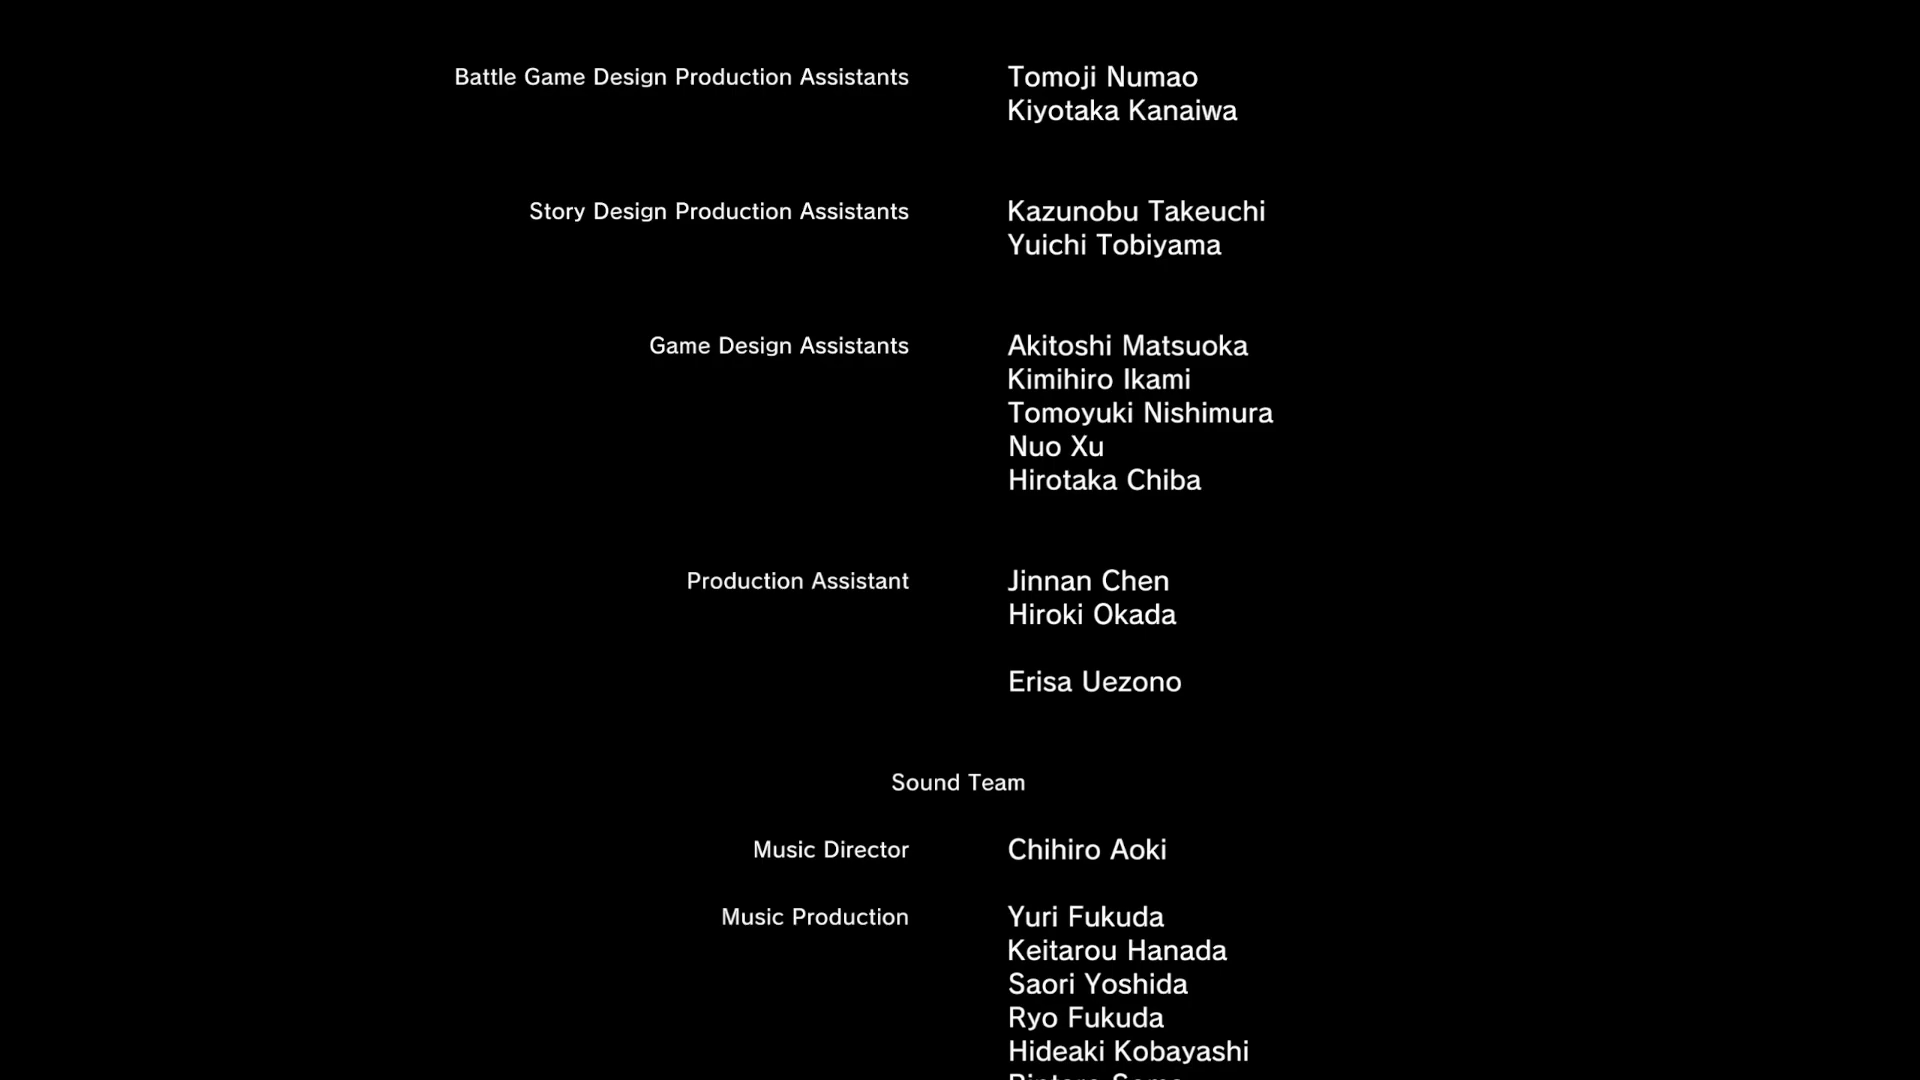 Battle Game Design Production Assistants Tomoji Numao
Kiyotaka Kanaiwa
Story Design Production Assistants Kazunobu Takeuchi
Yuichi Tobiyama
Game Design Assistants Akitoshi Matsuoka
Kimihiro Ikami
Tomoyuki Nishimura
Nuo Xu
Hirotaka Chiba
Production Assistant Jinnan Chen
Hiroki Okada
Erisa Uezono
Sound Team
Music Director Chihiro Aoki
Music Production Yuri Fukuda
Keitarou Hanada
Saori Yoshida
Ryo Fukuda
Hideaki Kobayashi